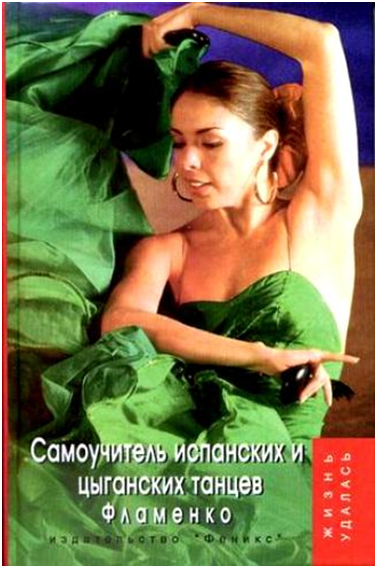 Самоучитель испанских и
цыганских танцев
Фламенко
издательство "Феникс"
ЖИЗНЬ
УДАЛАСЬ